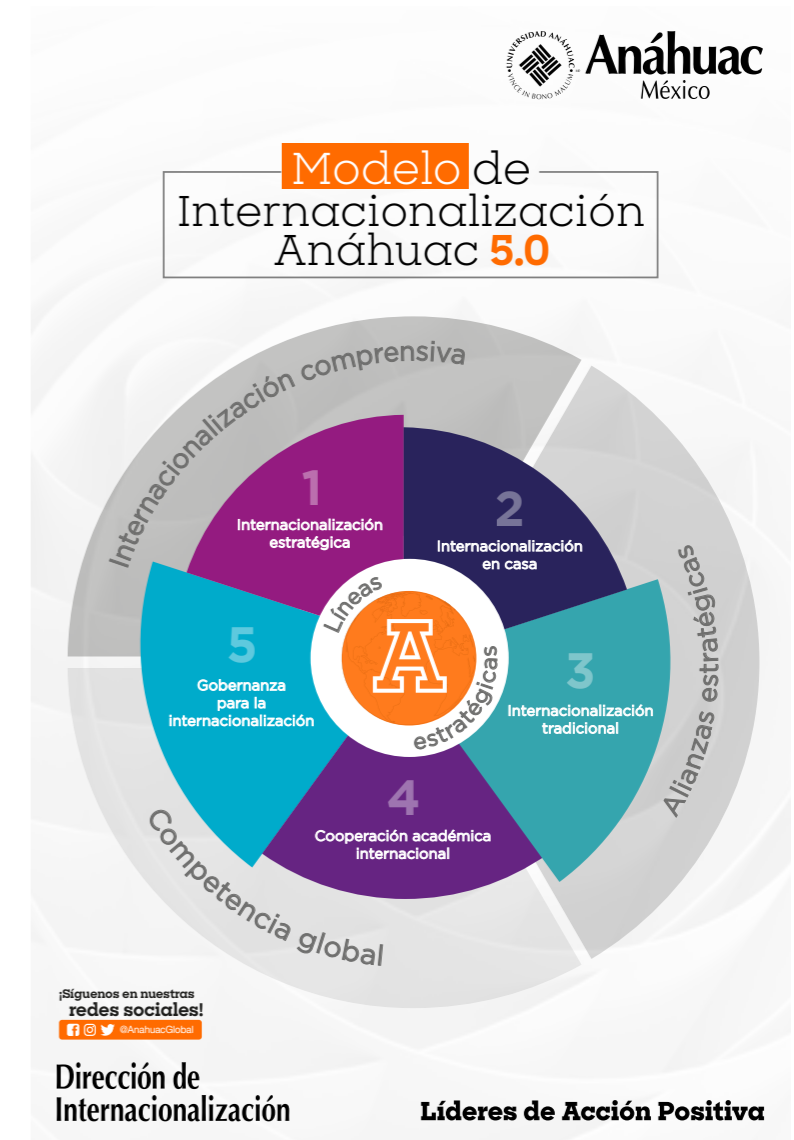 UNIVERSIDAD ANÁHUAC
VINCE IN BONO MALUM
Anáhuac
México
Modelo de
Internacionalización
Anáhuac 5.0
Internacionalización comprensiva
Alianzas estratégicas
Competencia global
1
Internacionalización
estratégica
2
Internacionalización
en casa
3
Internacionalización
tradicional
4
Cooperación académica
internacional
5
Gobernanza
para la
internacionalización
Líneas
estratégicas
A
¡Síguenos en nuestras
redes sociales!
@AnahuacGlobal
Dirección de
Internacionalización
Líderes de Acción Positiva